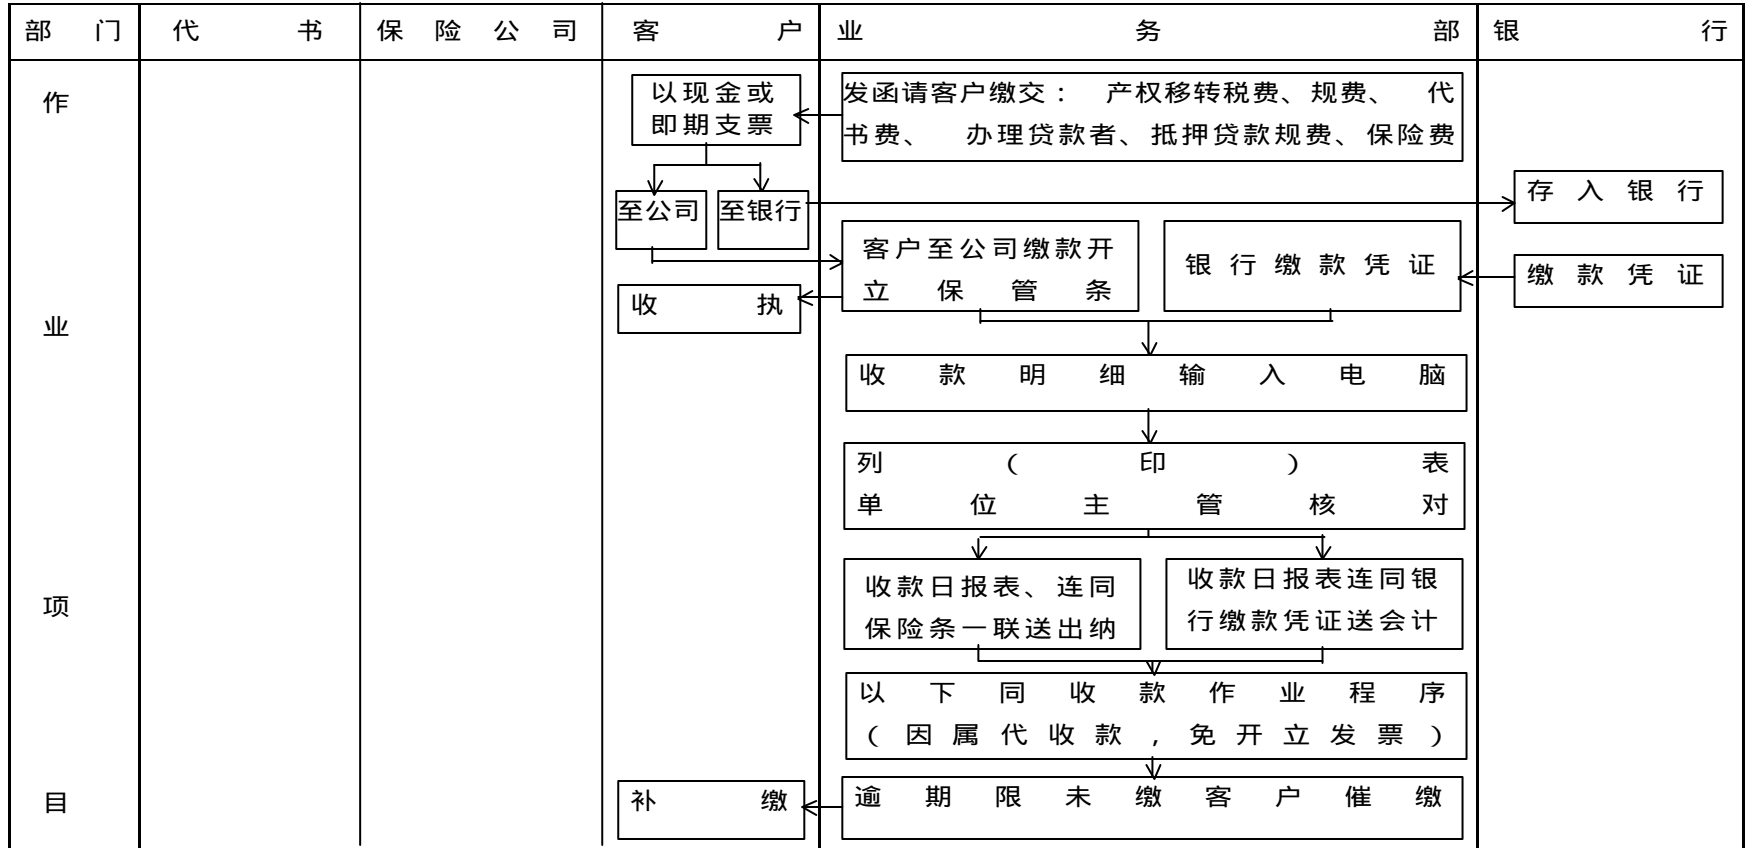 部门 代书 保险公司 客户 业务部 银行
作
业
项
目
以现金或
即期支票
发函请客户缴交： 产权移转税费、规费、 代
书费、 办理贷款者、抵押贷款规费、保险费
至公司
至银行
存入银行
客户至公司缴款开
立保管条
银行缴款凭证
缴款凭证
收执
收款明细输入电脑
列（印）表
单位主管核对
收款日报表、连同
保险条一联送出纳
收款日报表连同银
行缴款凭证送会计
以下同收款作业程序
（因属代收款，免开立发票）
补缴
逾期限未缴客户催缴